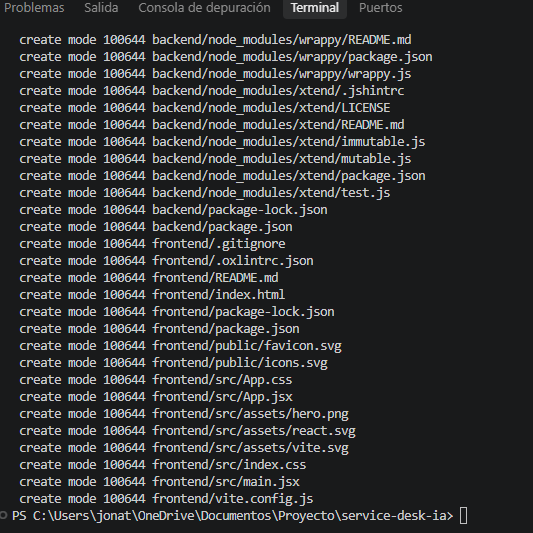 Problemas Salida Consola de depuración Terminal Puertos
create mode 100644 backend/node_modules/wrappy/README.md
create mode 100644 backend/node_modules/wrappy/package.json
create mode 100644 backend/node_modules/wrappy/wrappy.js
create mode 100644 backend/node_modules/xtend/.jshintrc
create mode 100644 backend/node_modules/xtend/LICENSE
create mode 100644 backend/node_modules/xtend/README.md
create mode 100644 backend/node_modules/xtend/immutable.js
create mode 100644 backend/node_modules/xtend/mutable.js
create mode 100644 backend/node_modules/xtend/package.json
create mode 100644 backend/node_modules/xtend/test.js
create mode 100644 backend/package-lock.json
create mode 100644 backend/package.json
create mode 100644 frontend/.gitignore
create mode 100644 frontend/.oxlintrc.json
create mode 100644 frontend/README.md
create mode 100644 frontend/index.html
create mode 100644 frontend/package-lock.json
create mode 100644 frontend/package.json
create mode 100644 frontend/public/favicon.svg
create mode 100644 frontend/public/icons.svg
create mode 100644 frontend/src/App.css
create mode 100644 frontend/src/App.jsx
create mode 100644 frontend/src/assets/hero.png
create mode 100644 frontend/src/assets/react.svg
create mode 100644 frontend/src/assets/vite.svg
create mode 100644 frontend/src/index.css
create mode 100644 frontend/src/main.jsx
create mode 100644 frontend/vite.config.js
PS C:\Users\jonat\OneDrive\Documentos\Proyecto\service-desk-ia>